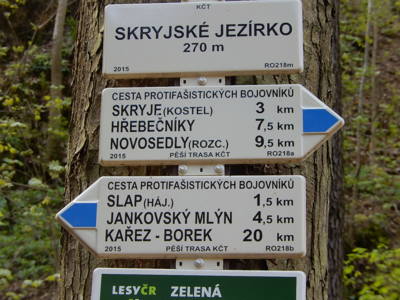 KČT
SKRYJSKÉ JEZÍRKO
270 m
2015 RO218m
CESTA PROTIFAŠISTICKÝCH BOJOVNÍKŮ
SKRYJE(KOSTEL) 3 km
HŘEBEČNÍKY 7,5 km
NOVOSEDLY(ROZC.) 9,5 km
2015 PĚŠÍ TRASA KČT RO218a
CESTA PROTIFAŠISTICKÝCH BOJOVNÍKŮ
SLAP(HÁJ.) 1,5 km
JANKOVSKÝ MLÝN 4,5 km
KAŘEZ - BOREK 20 km
2015 PĚŠÍ TRASA KČT RO218b
LESYČR ZELENÁ